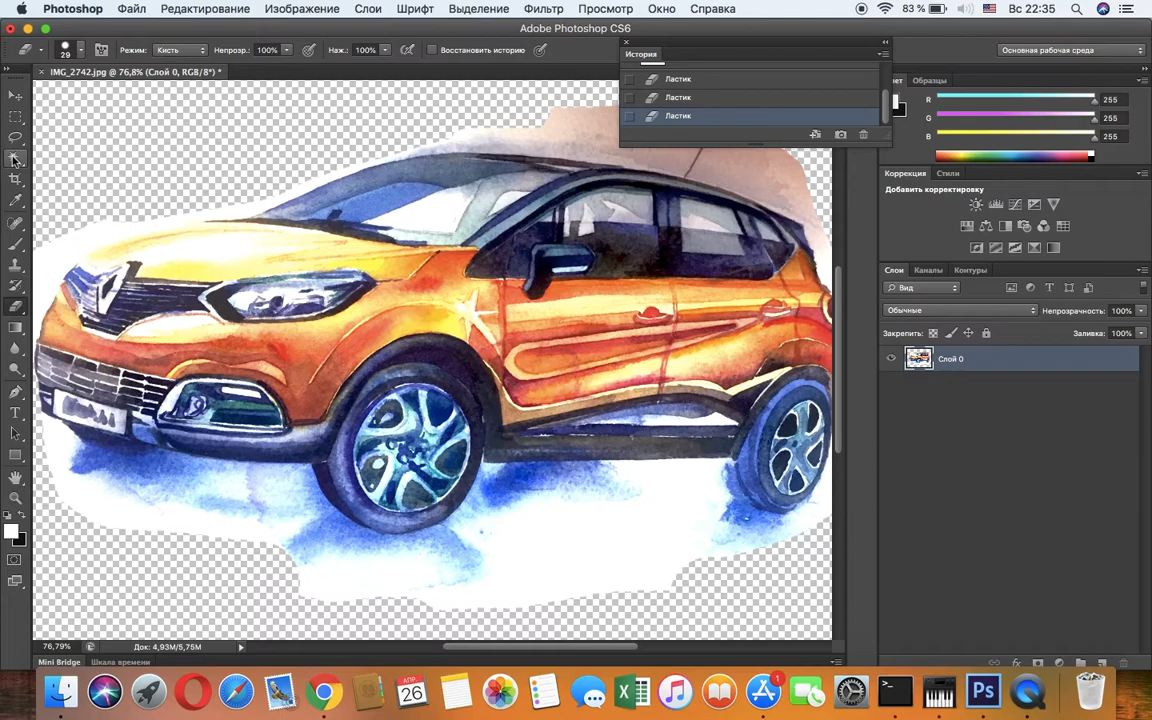 Photoshop Файл Редактирование Изображение Слои Шрифт Выделение Фильтр Просмотр Окно Справка 83 % Вс 22:35
Adobe Photoshop CS6
29 Режим: Кисть Непрозр.: 100% Наж.: 100% Восстановить историю Основная рабочая среда
IMG_2742.jpg @ 76,8% (Слой 0, RGB/8*) *
История
Ластик
Ластик
Ластик
Образцы
R 255
G 255
B 255
Коррекция Стили
Добавить корректировку
Слои Каналы Контуры
Вид
Обычные Непрозрачность: 100%
Закрепить: Заливка: 100%
Слой 0
76,79% Док: 4,93M/5,75M
Mini Bridge Шкала времени
АПР.
26
1
Ps